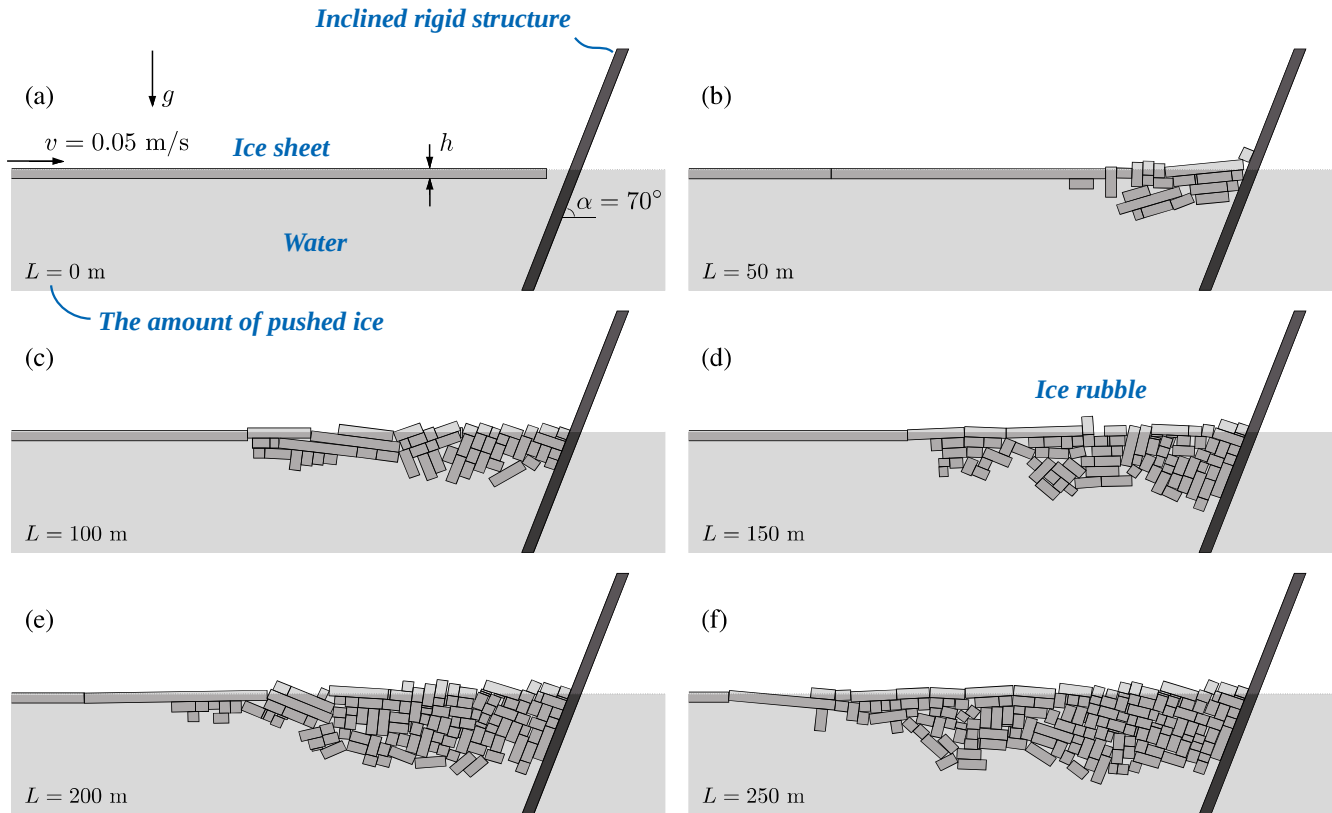 Inclined rigid structure
(a)
g
v = 0.05 m/s
Ice sheet
h
α = 70°
Water
L = 0 m
The amount of pushed ice
(b)
L = 50 m
(c)
L = 100 m
(d)
Ice rubble
L = 150 m
(e)
L = 200 m
(f)
L = 250 m